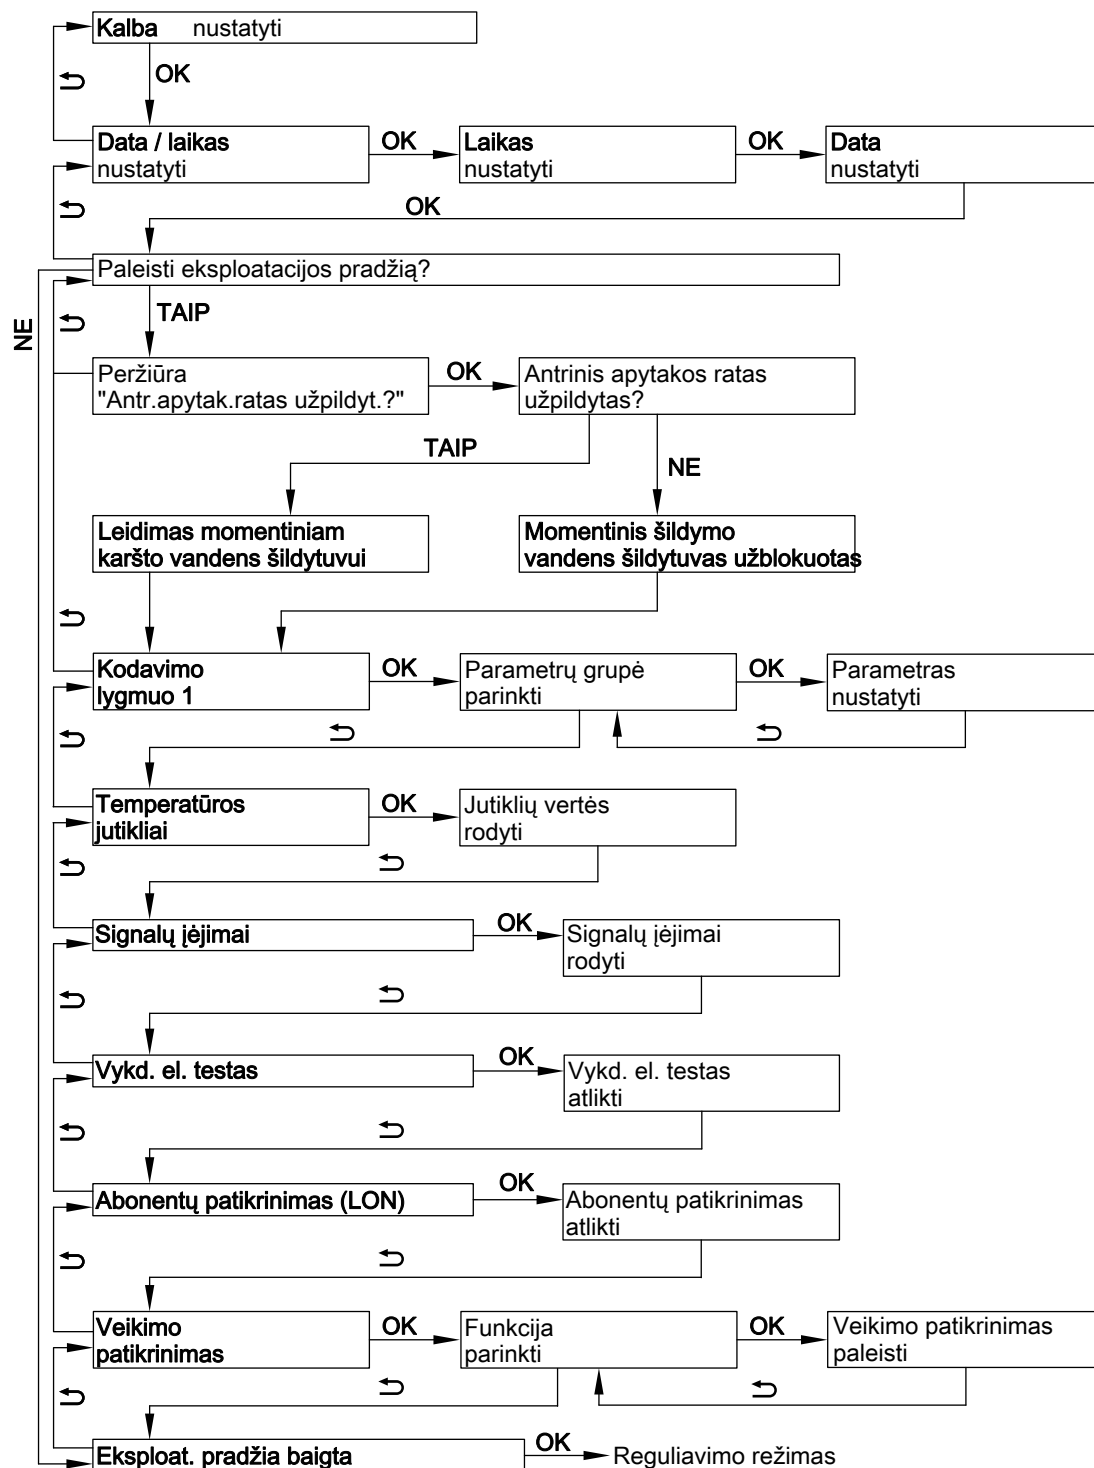 Kalba nustatyti
OK
Data / laikas
nustatyti
OK
Laikas
nustatyti
OK
Data
nustatyti
OK
Paleisti eksploatacijos pradžią?
NE
TAIP
Peržiūra
"Antr.apytak.ratas užpildyt.?"
OK
Antrinis apytakos ratas
užpildytas?
TAIP
NE
Leidimas momentiniam
karšto vandens šildytuvui
Momentinis šildymo
vandens šildytuvas užblokuotas
Kodavimo
lygmuo 1
OK
Parametrų grupė
parinkti
OK
Parametras
nustatyti
Temperatūros
jutikliai
OK
Jutiklių vertės
rodyti
Signalų įėjimai
OK
Signalų įėjimai
rodyti
Vykd. el. testas
OK
Vykd. el. testas
atlikti
Abonentų patikrinimas (LON)
OK
Abonentų patikrinimas
atlikti
Veikimo
patikrinimas
OK
Funkcija
parinkti
OK
Veikimo patikrinimas
paleisti
Eksploat. pradžia baigta
OK
Reguliavimo režimas